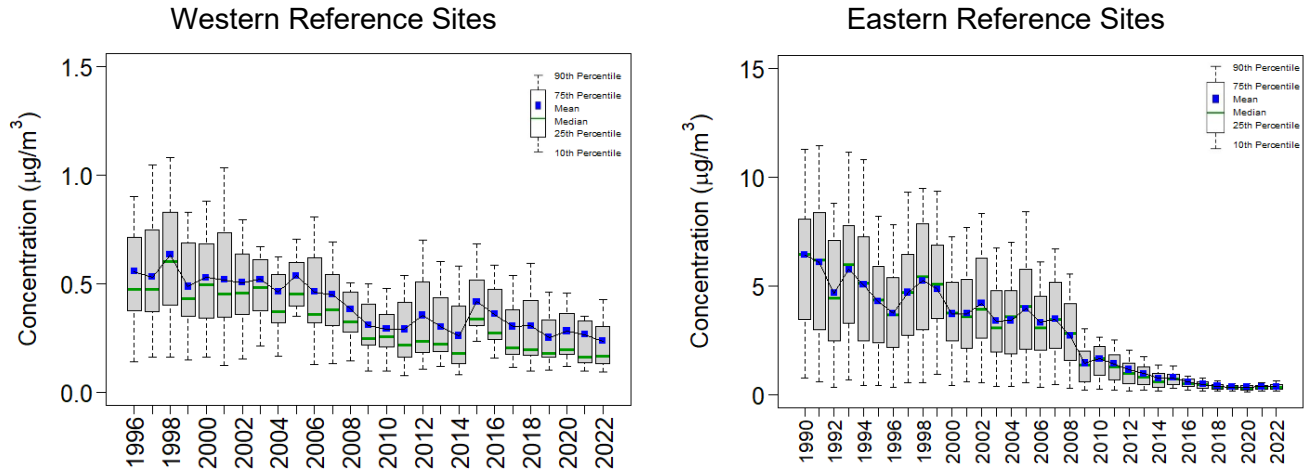 Western Reference Sites
Concentration (µg/m³)
1.5
1.0
0.5
0.0
90th Percentile
75th Percentile
Mean
Median
25th Percentile
10th Percentile
1996
1998
2000
2002
2004
2006
2008
2010
2012
2014
2016
2018
2020
2022
Eastern Reference Sites
Concentration (µg/m³)
15
10
5
0
90th Percentile
75th Percentile
Mean
Median
25th Percentile
10th Percentile
1990
1992
1994
1996
1998
2000
2002
2004
2006
2008
2010
2012
2014
2016
2018
2020
2022